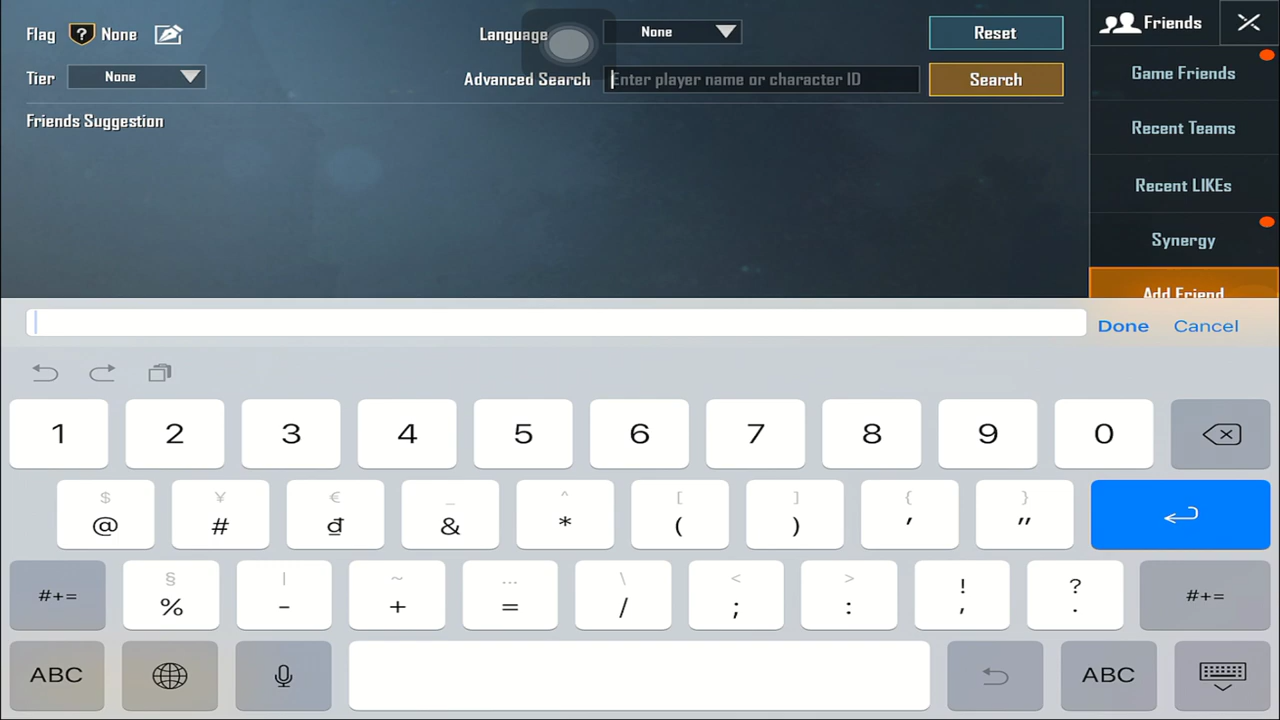 Flag ? None
Language None
Reset
Friends
Tier None
Advanced Search Enter player name or character ID
Search
Game Friends
Friends Suggestion
Recent Teams
Recent LIKEs
Synergy
Add Friend
Done Cancel
1 2 3 4 5 6 7 8 9 0
$ ¥ € _ ^ [ ] { }
@ # ₫ & * ( ) ' "
§ | ~ … \ < > ! ?
#+= % - + = / ; : , . #+=
ABC ABC